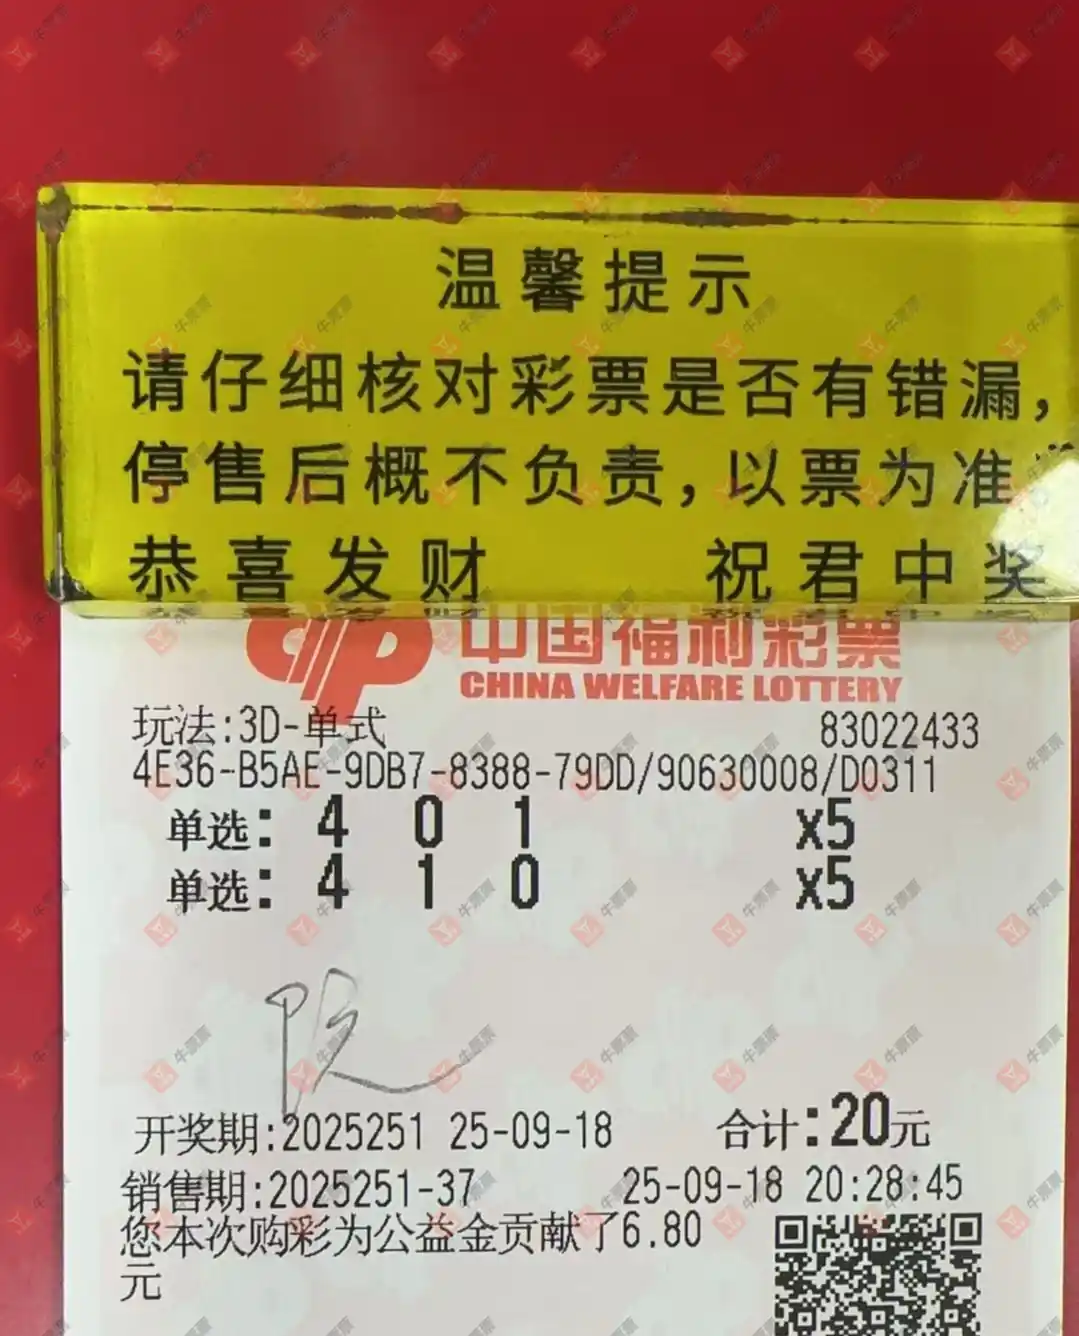 温馨提示
请仔细核对彩票是否有错漏，
停售后概不负责，以票为准
恭喜发财 祝君中奖
中国福利彩票
CHINA WELFARE LOTTERY
玩法:3D-单式 83022433
4E36-B5AE-9DB7-8388-79DD/90630008/D0311
单选: 4 0 1 x5
单选: 4 1 0 x5
开奖期:2025251 25-09-18 合计:20元
销售期:2025251-37 25-09-18 20:28:45
您本次购彩为公益金贡献了6.80
元
牛票票